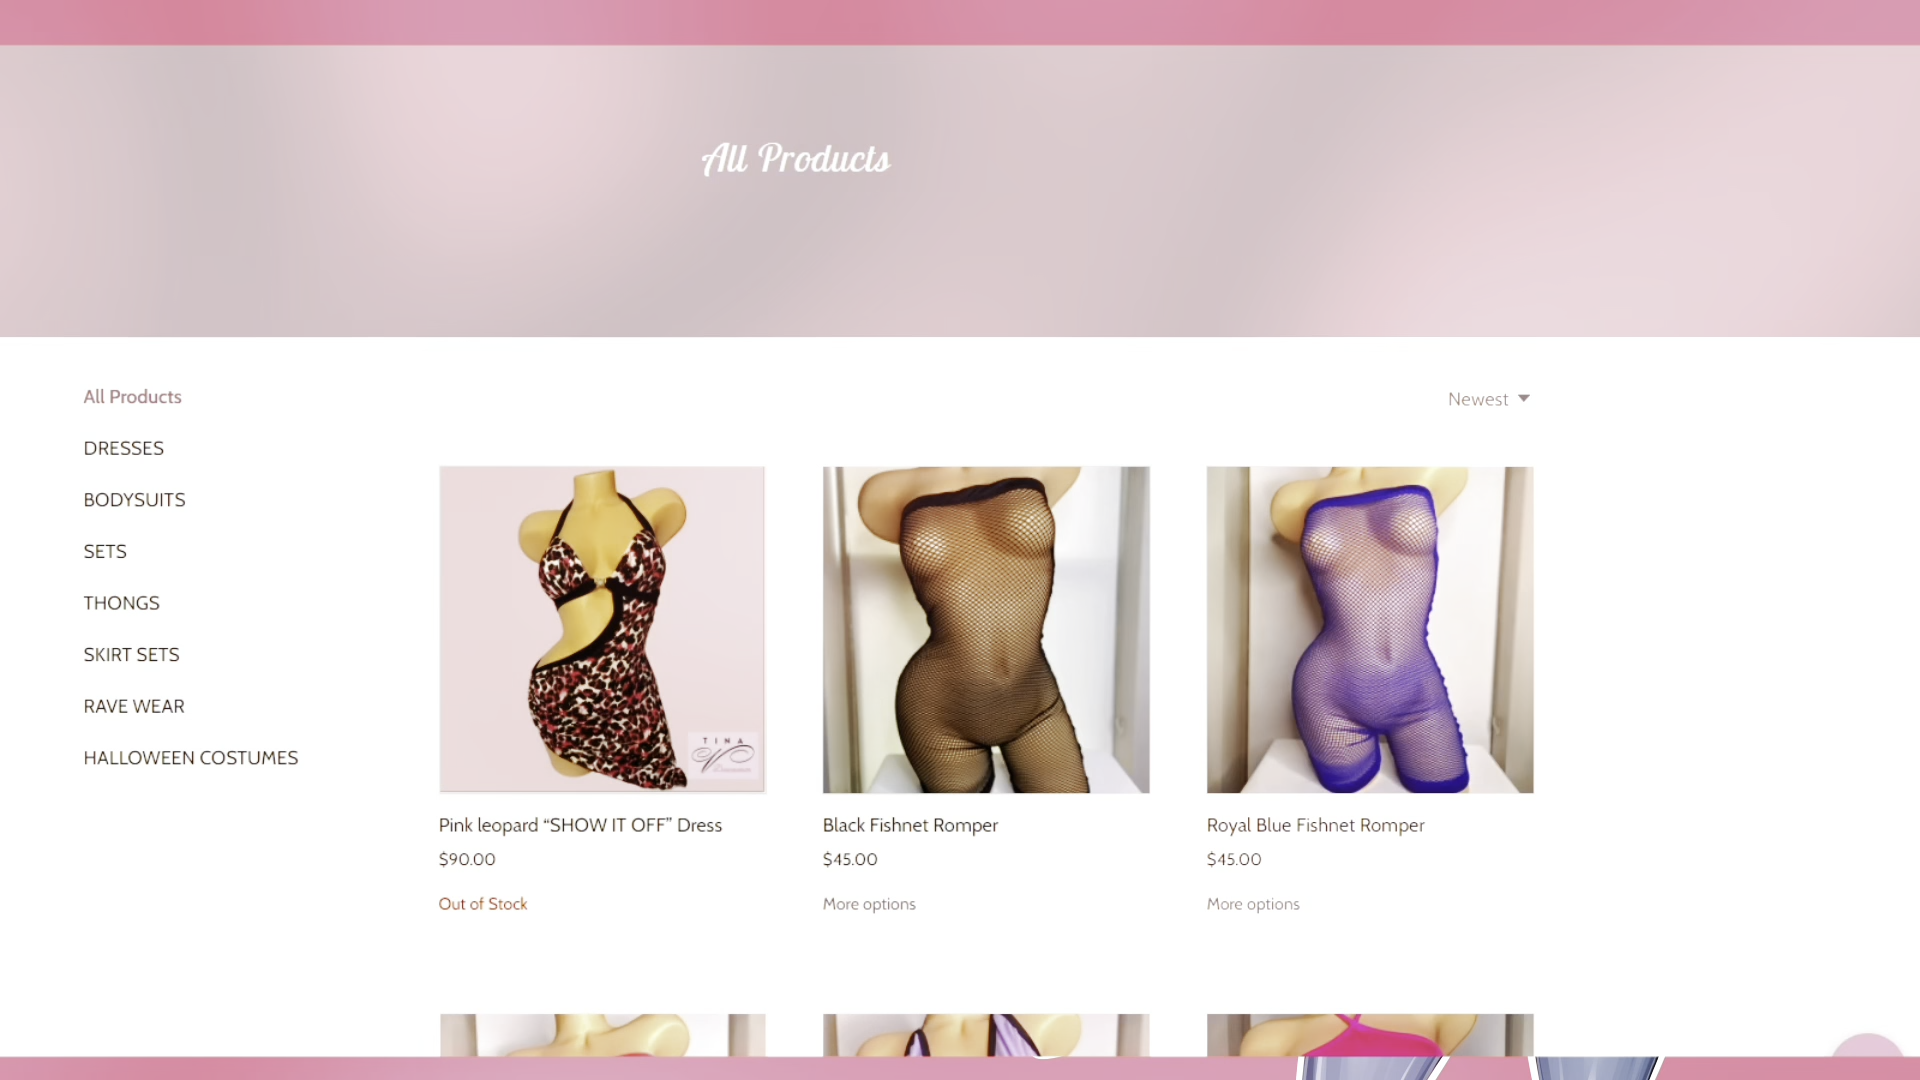 All Products
All Products
DRESSES
BODYSUITS
SETS
THONGS
SKIRT SETS
RAVE WEAR
HALLOWEEN COSTUMES
Newest
TINA
Pink leopard “SHOW IT OFF” Dress
$90.00
Out of Stock
Black Fishnet Romper
$45.00
More options
Royal Blue Fishnet Romper
$45.00
More options